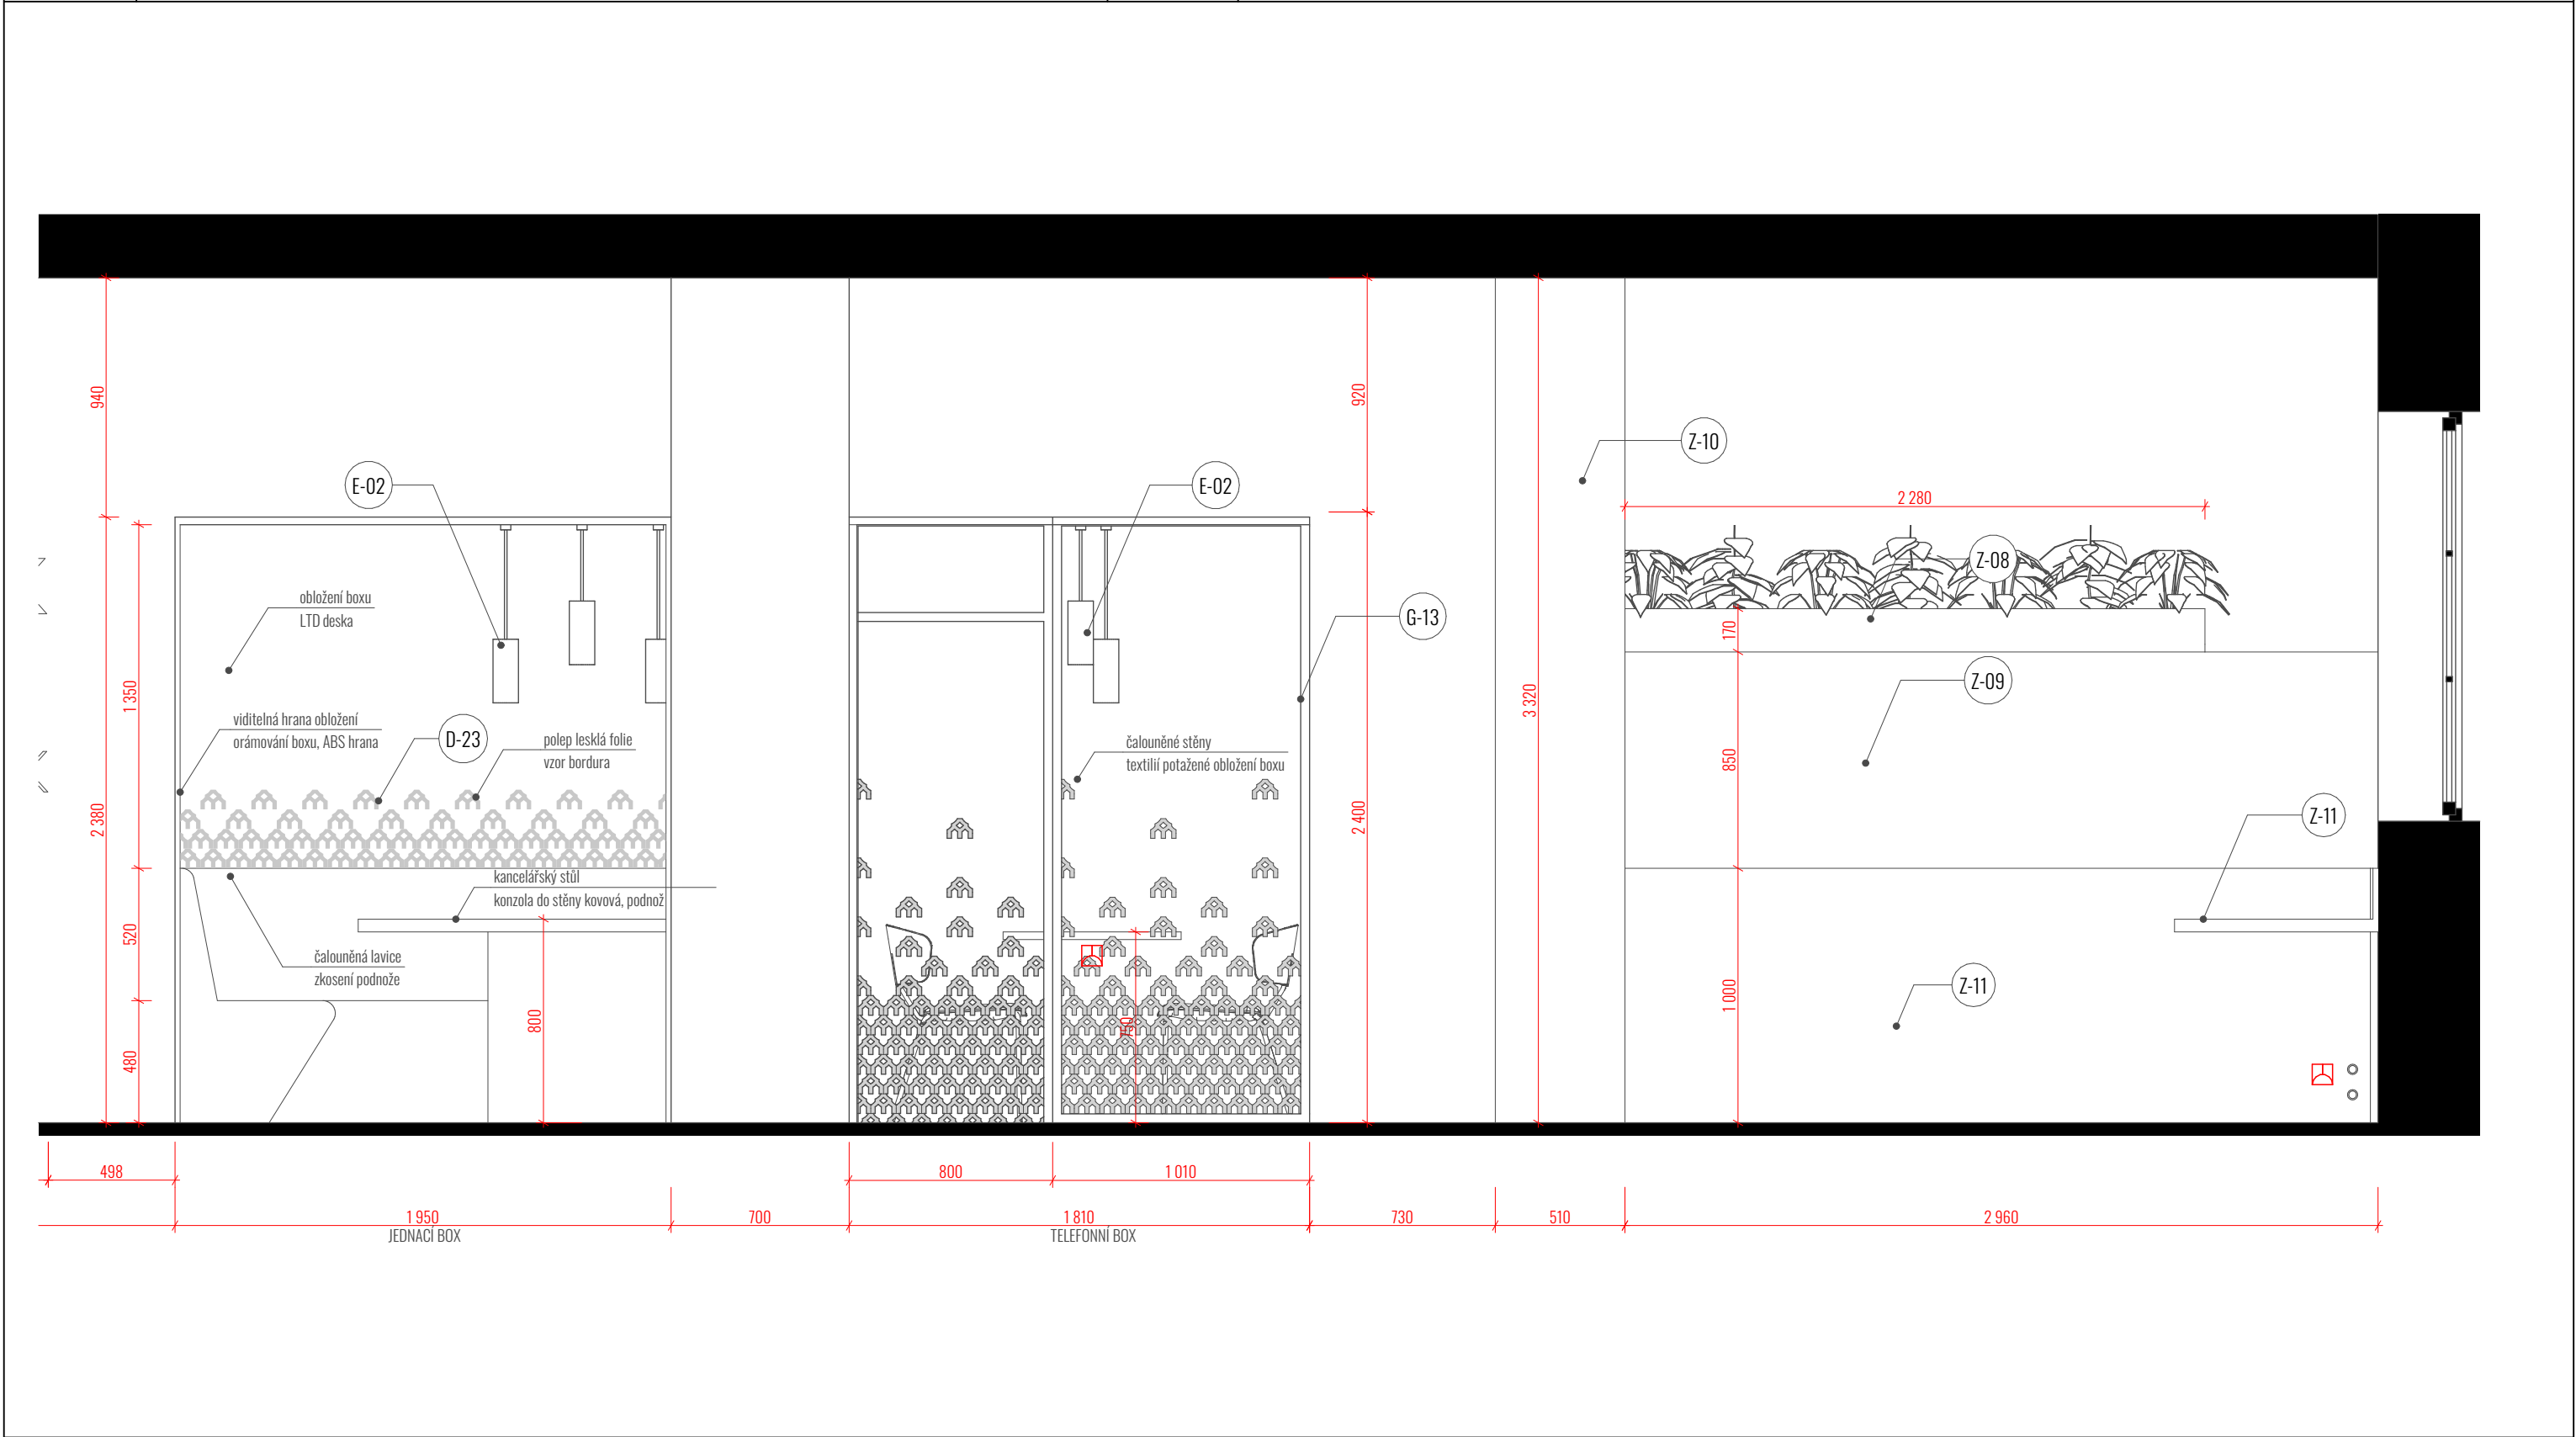 940
920
Z-10
E-02
E-02
2 280
Z-08
obložení boxu
LTD deska
G-13
170
1 350
3 320
Z-09
viditelná hrana obložení
orámování boxu, ABS hrana
D-23
polep lesklá folie
vzor bordura
čalouněné stěny
textilií potažené obložení boxu
850
2 380
2 400
Z-11
kancelářský stůl
konzola do stěny kovová, podnož
520
čalouněná lavice
zkosení podnože
800
750
1 000
Z-11
480
498
800
1 010
1 950
700
1 810
730
510
2 960
JEDNACÍ BOX
TELEFONNÍ BOX